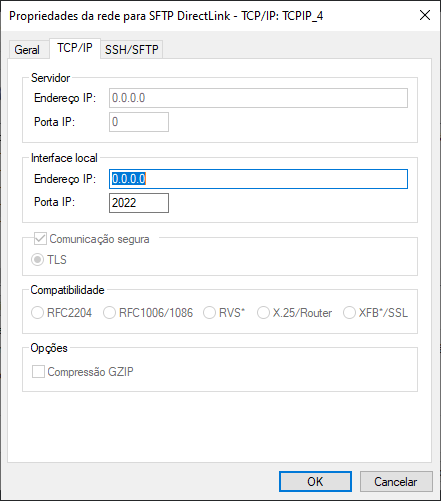 Propriedades da rede para SFTP DirectLink - TCP/IP: TCPIP_4
Geral TCP/IP SSH/SFTP
Servidor
Endereço IP: 0.0.0.0
Porta IP: 0
Interface local
Endereço IP: 0.0.0.0
Porta IP: 2022
Comunicação segura
TLS
Compatibilidade
RFC2204 RFC1006/1086 RVS* X.25/Router XFB*/SSL
Opções
Compressão GZIP
OK Cancelar